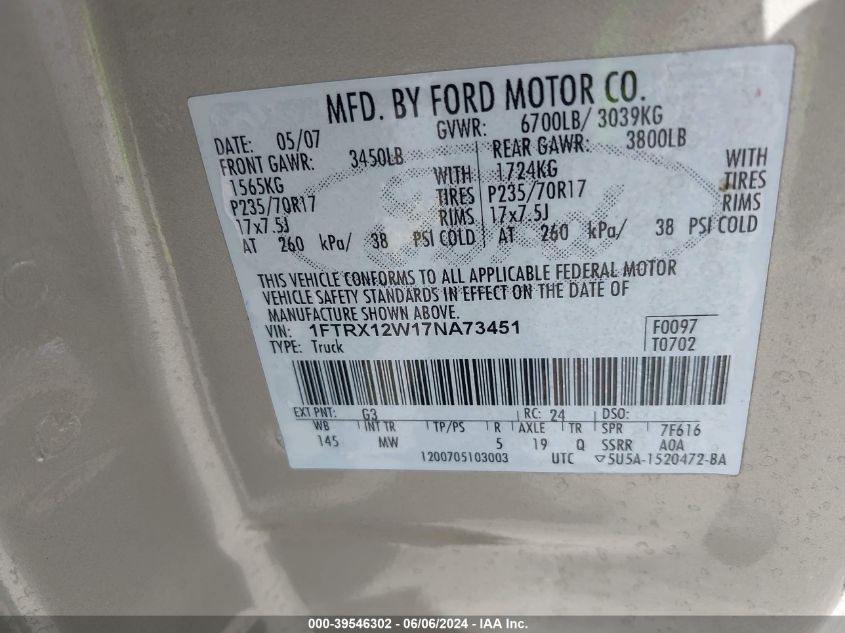 MFD. BY FORD MOTOR CO.
DATE: 05/07 GVWR: 6700LB/ 3039KG
FRONT GAWR: 3450LB REAR GAWR: 3800LB
1565KG WITH 1724KG WITH
P235/70R17 TIRES P235/70R17 TIRES
17x7.5J RIMS 17x7.5J RIMS
AT 260 kPa/ 38 PSI COLD AT 260 kPa/ 38 PSI COLD
THIS VEHICLE CONFORMS TO ALL APPLICABLE FEDERAL MOTOR
VEHICLE SAFETY STANDARDS IN EFFECT ON THE DATE OF
MANUFACTURE SHOWN ABOVE.
VIN: 1FTRX12W17NA73451 F0097
TYPE: Truck T0702
EXT PNT: G3 RC: 24 DSO:
WB INT TR TP/PS R AXLE TR SPR 7F616
145 MW 5 19 Q SSRR AOA
1200705103003 UTC ▽5U5A-1520472-BA
000-39546302 - 06/06/2024 - IAA Inc.